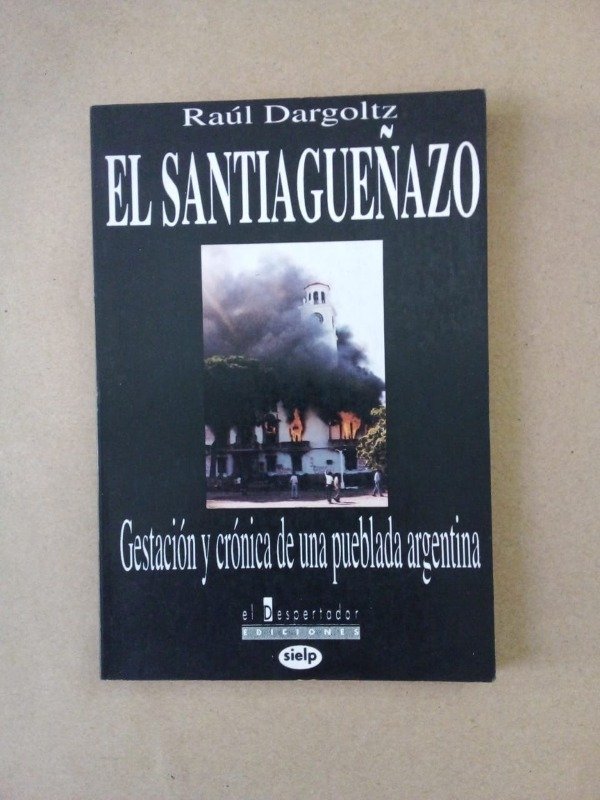 Raúl Dargoltz
EL SANTIAGUEÑAZO
Gestación y crónica de una pueblada argentina
el Despertador
EDICIONES
sielp